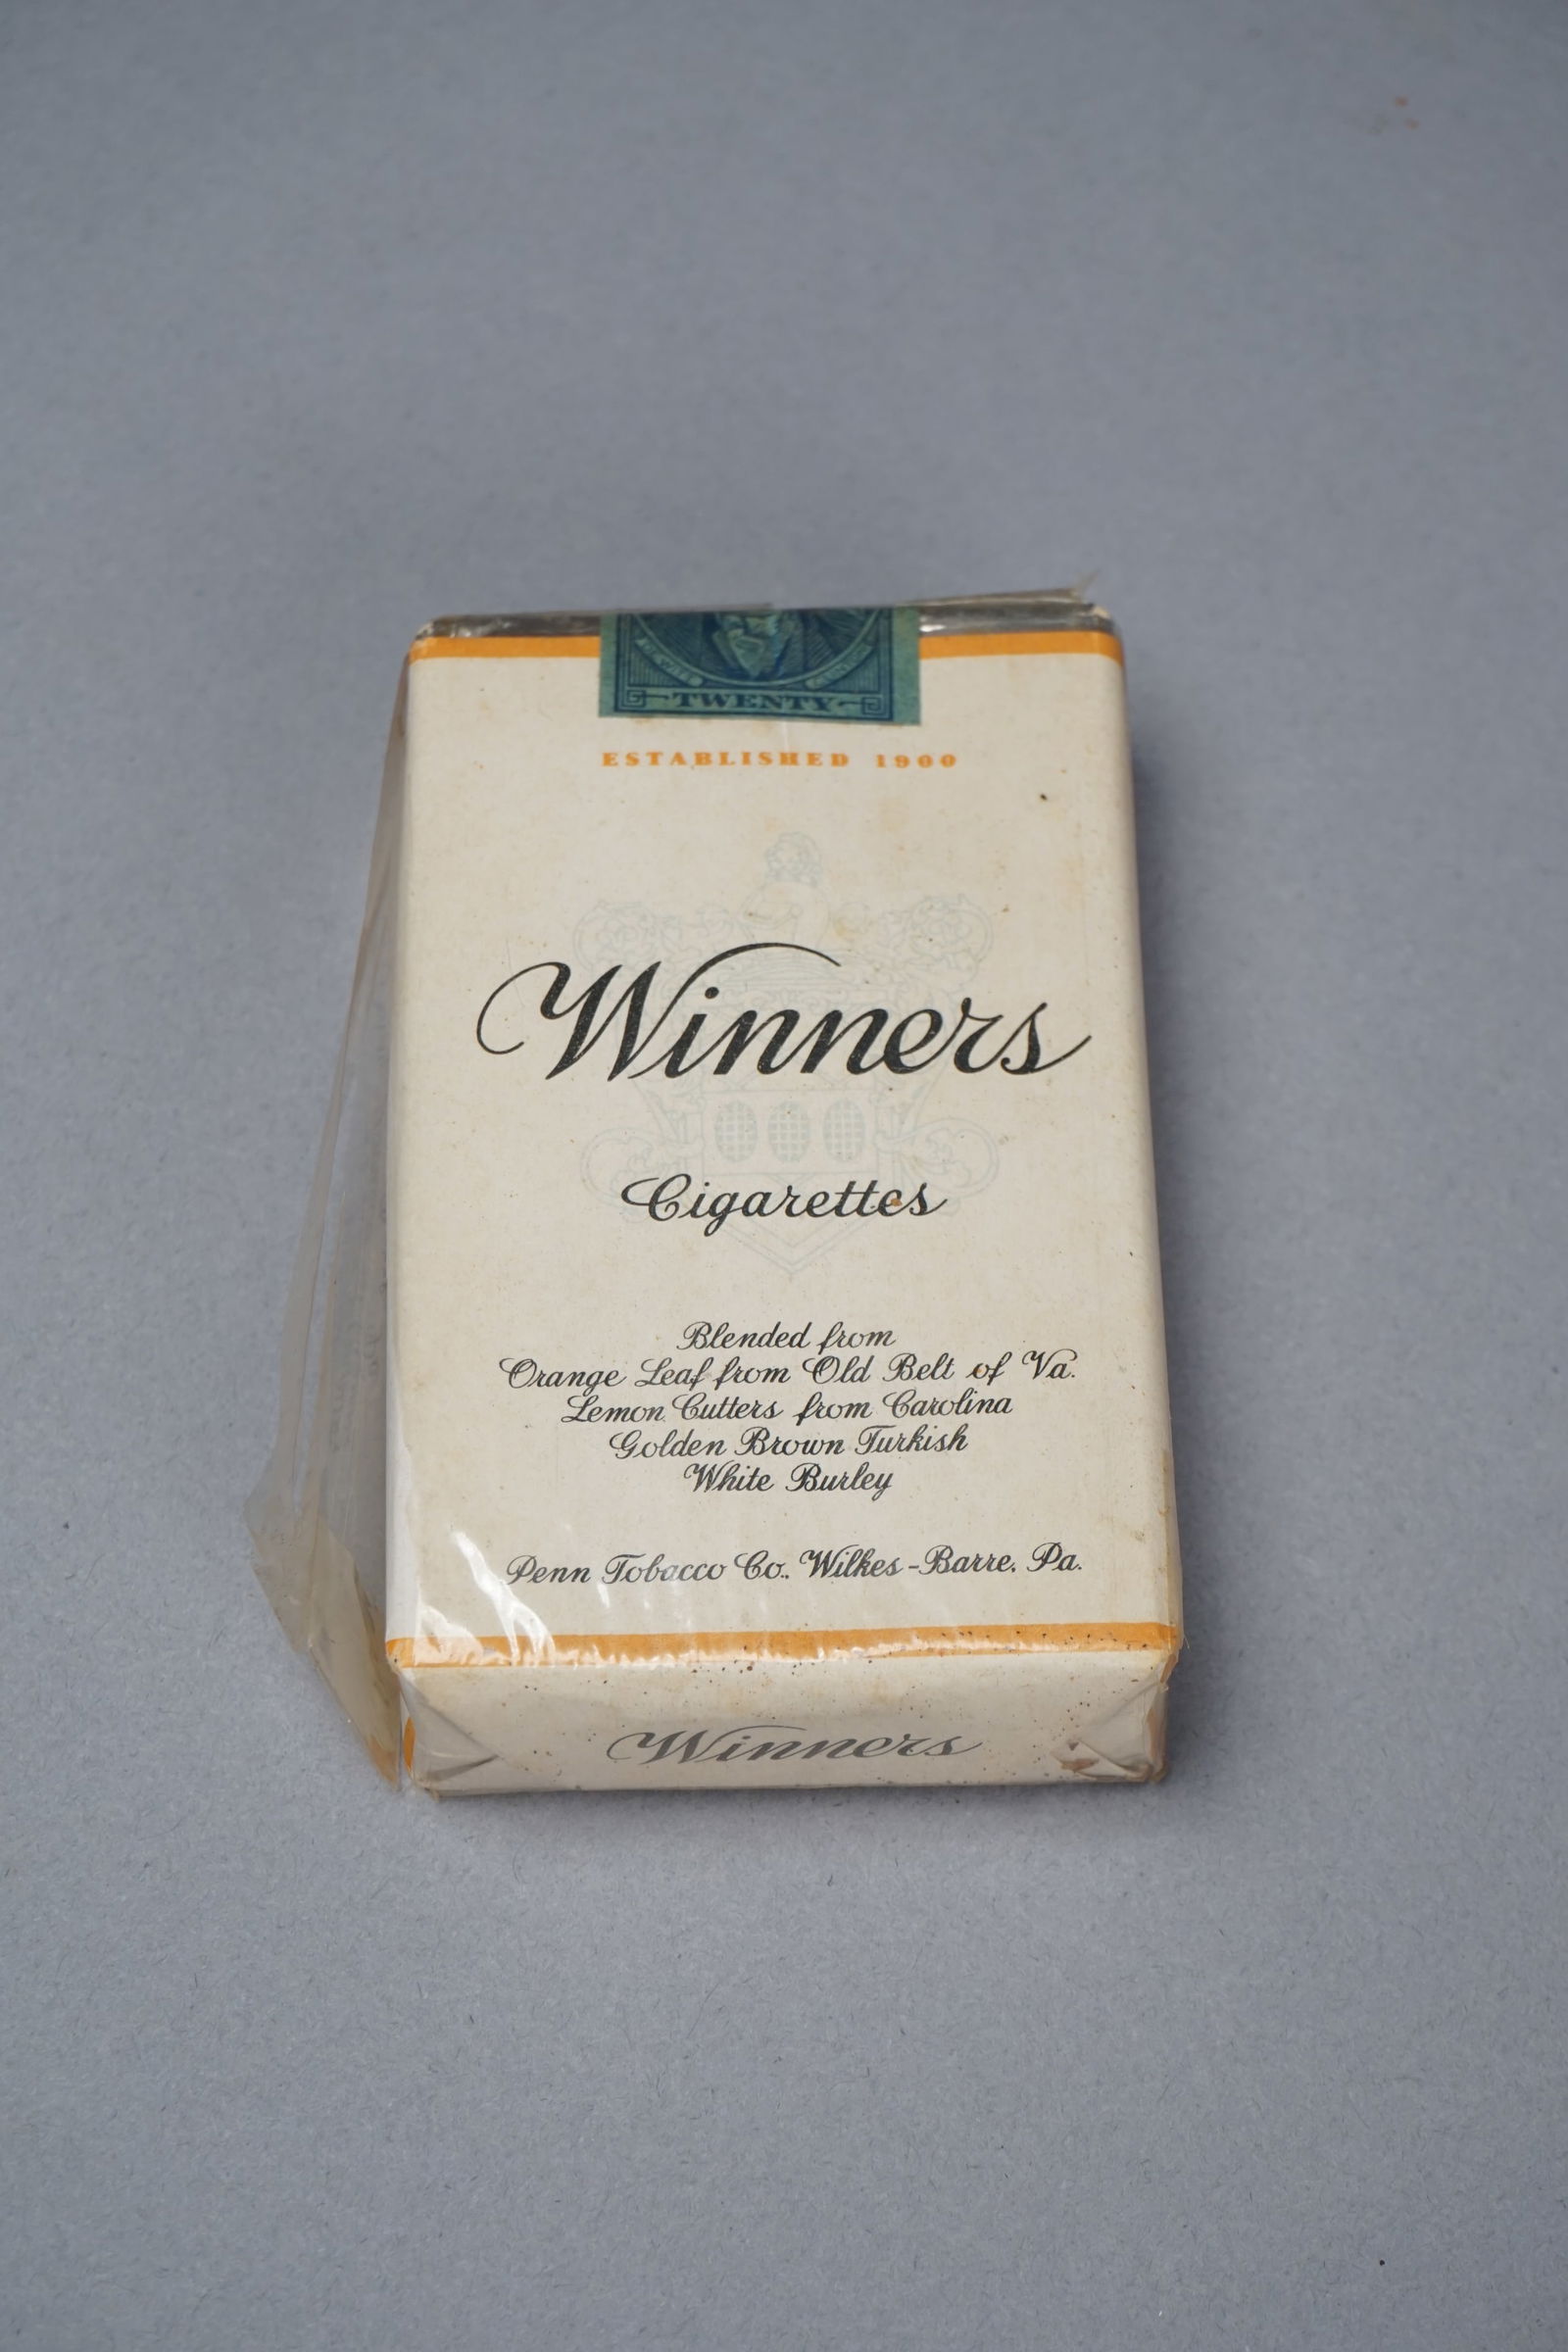 TWENTY
ESTABLISHED 1900
Winners
Cigarettes
Blended from
Orange Leaf from Old Belt of Va.
Lemon Cutters from Carolina
Golden Brown Turkish
White Burley
Penn Tobacco Co. Wilkes-Barre. Pa.
Winners